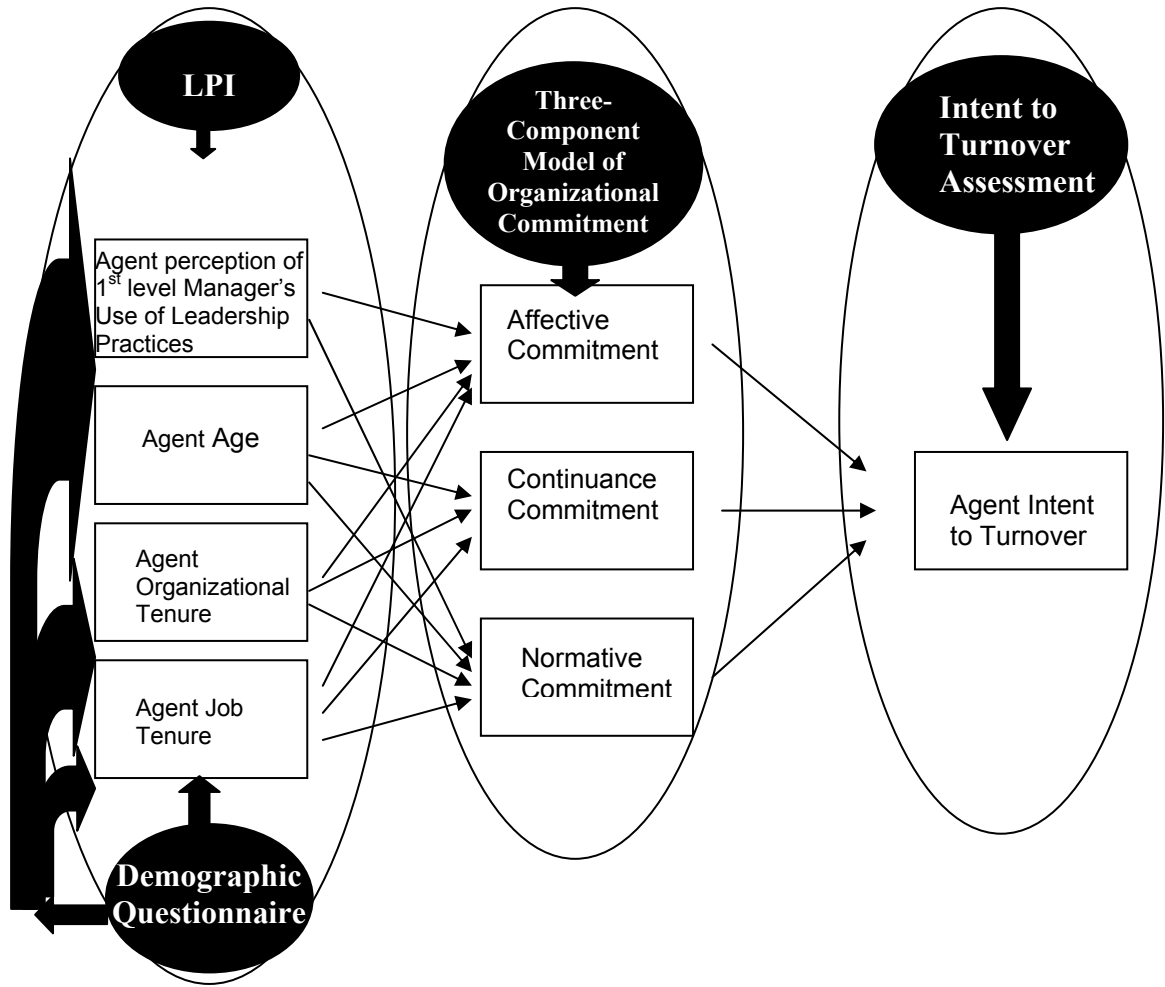 LPI
Agent perception of
1st level Manager's
Use of Leadership
Practices
Agent Age
Agent
Organizational
Tenure
Agent Job
Tenure
Demographic
Questionnaire
Three-
Component
Model of
Organizational
Commitment
Affective
Commitment
Continuance
Commitment
Normative
Commitment
Intent to
Turnover
Assessment
Agent Intent
to Turnover